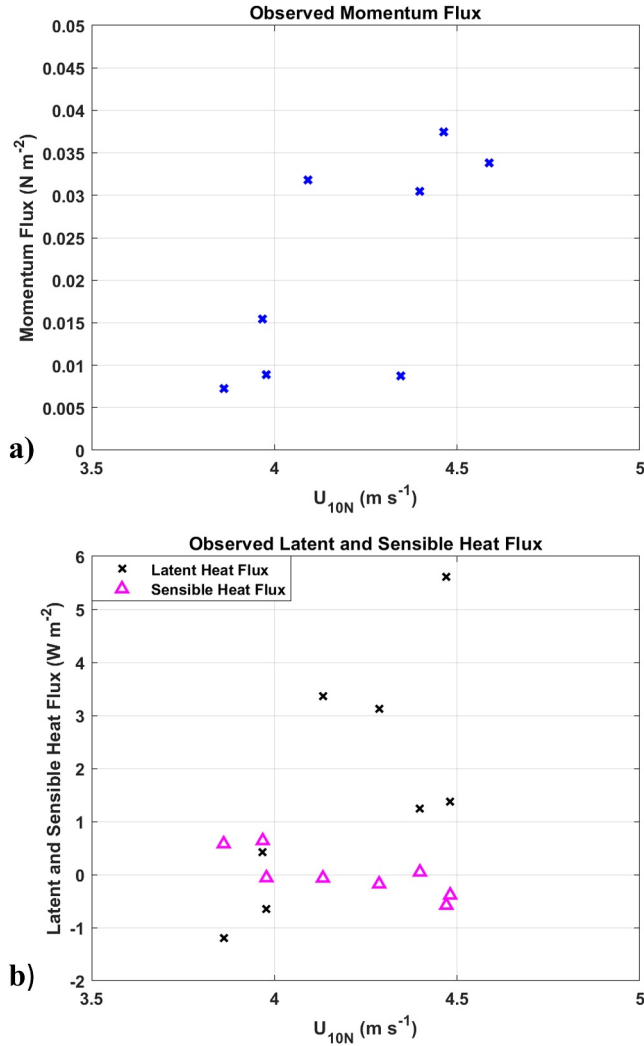 Observed Momentum Flux
0.05
0.045
0.04
0.035
0.03
0.025
0.02
0.015
0.01
0.005
0
Momentum Flux (N m⁻²)
3.5 4 4.5 5
U₁₀N (m s⁻¹)
a)
Observed Latent and Sensible Heat Flux
Latent Heat Flux
Sensible Heat Flux
6
5
4
3
2
1
0
-1
-2
Latent and Sensible Heat Flux (W m⁻²)
3.5 4 4.5 5
U₁₀N (m s⁻¹)
b)